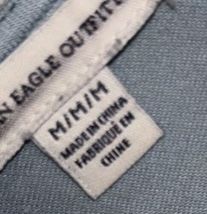 N EAGLE OUTFITT
M/M/M
MADE IN CHINA
FABRIQUÉ EN
CHINE